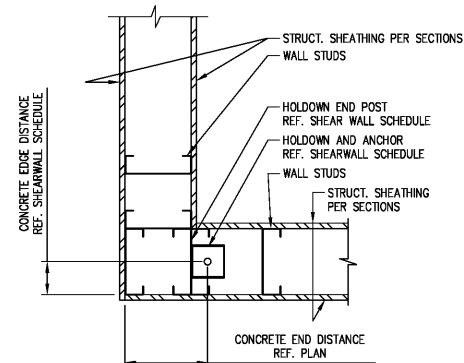 STRUCT. SHEATHING PER SECTIONS
WALL STUDS
HOLDOWN END POST
REF. SHEAR WALL SCHEDULE
HOLDOWN AND ANCHOR
REF. SHEARWALL SCHEDULE
WALL STUDS
STRUCT. SHEATHING
PER SECTIONS
CONCRETE EDGE DISTANCE
REF. SHEARWALL SCHEDULE
CONCRETE END DISTANCE
REF. PLAN